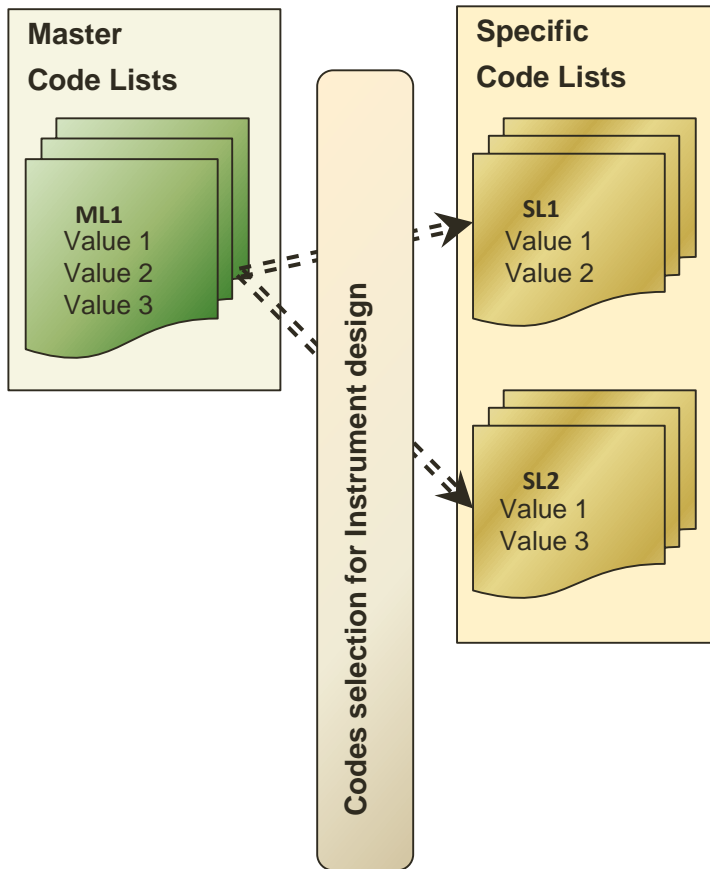 Master
Code Lists
ML1
Value 1
Value 2
Value 3
Codes selection for Instrument design
Specific
Code Lists
SL1
Value 1
Value 2
SL2
Value 1
Value 3